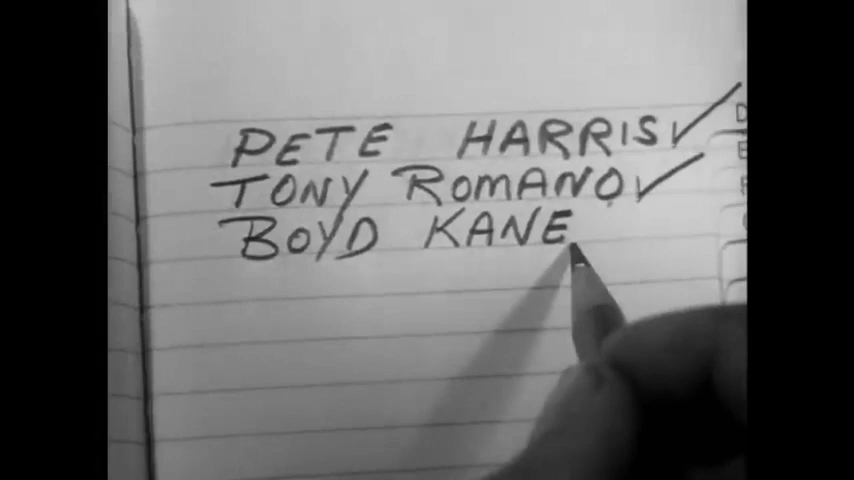 PETE HARRIS ✓
TONY ROMANO ✓
BOYD KANE
D
E
F